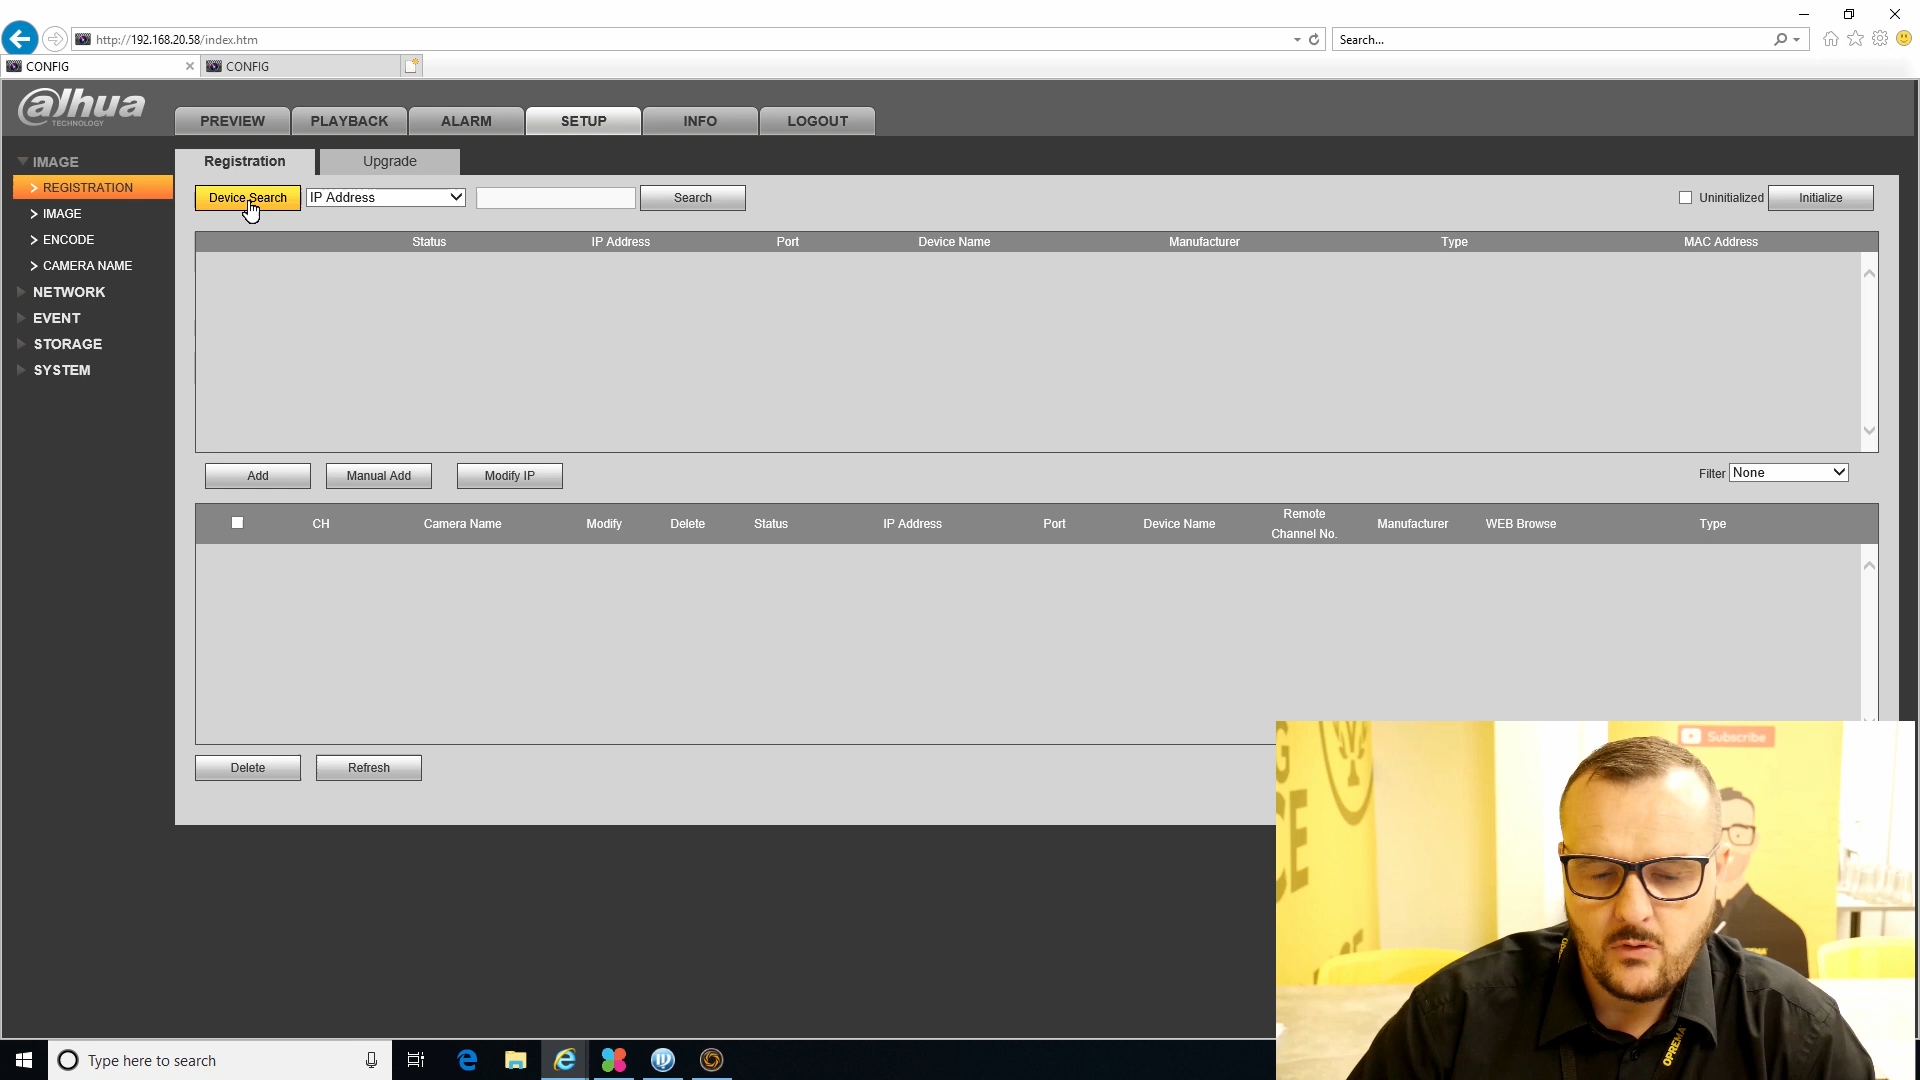 http://192.168.20.58/index.htm
Search...
CONFIG
CONFIG
alhua
TECHNOLOGY
PREVIEW
PLAYBACK
ALARM
SETUP
INFO
LOGOUT
IMAGE
REGISTRATION
IMAGE
ENCODE
CAMERA NAME
NETWORK
EVENT
STORAGE
SYSTEM
Registration
Upgrade
Device Search
IP Address
Search
Uninitialized
Initialize
Status
IP Address
Port
Device Name
Manufacturer
Type
MAC Address
Add
Manual Add
Modify IP
Filter
None
CH
Camera Name
Modify
Delete
Status
IP Address
Port
Device Name
Remote
Channel No.
Manufacturer
WEB Browse
Type
Delete
Refresh
Subscribe
OPREMA
Type here to search